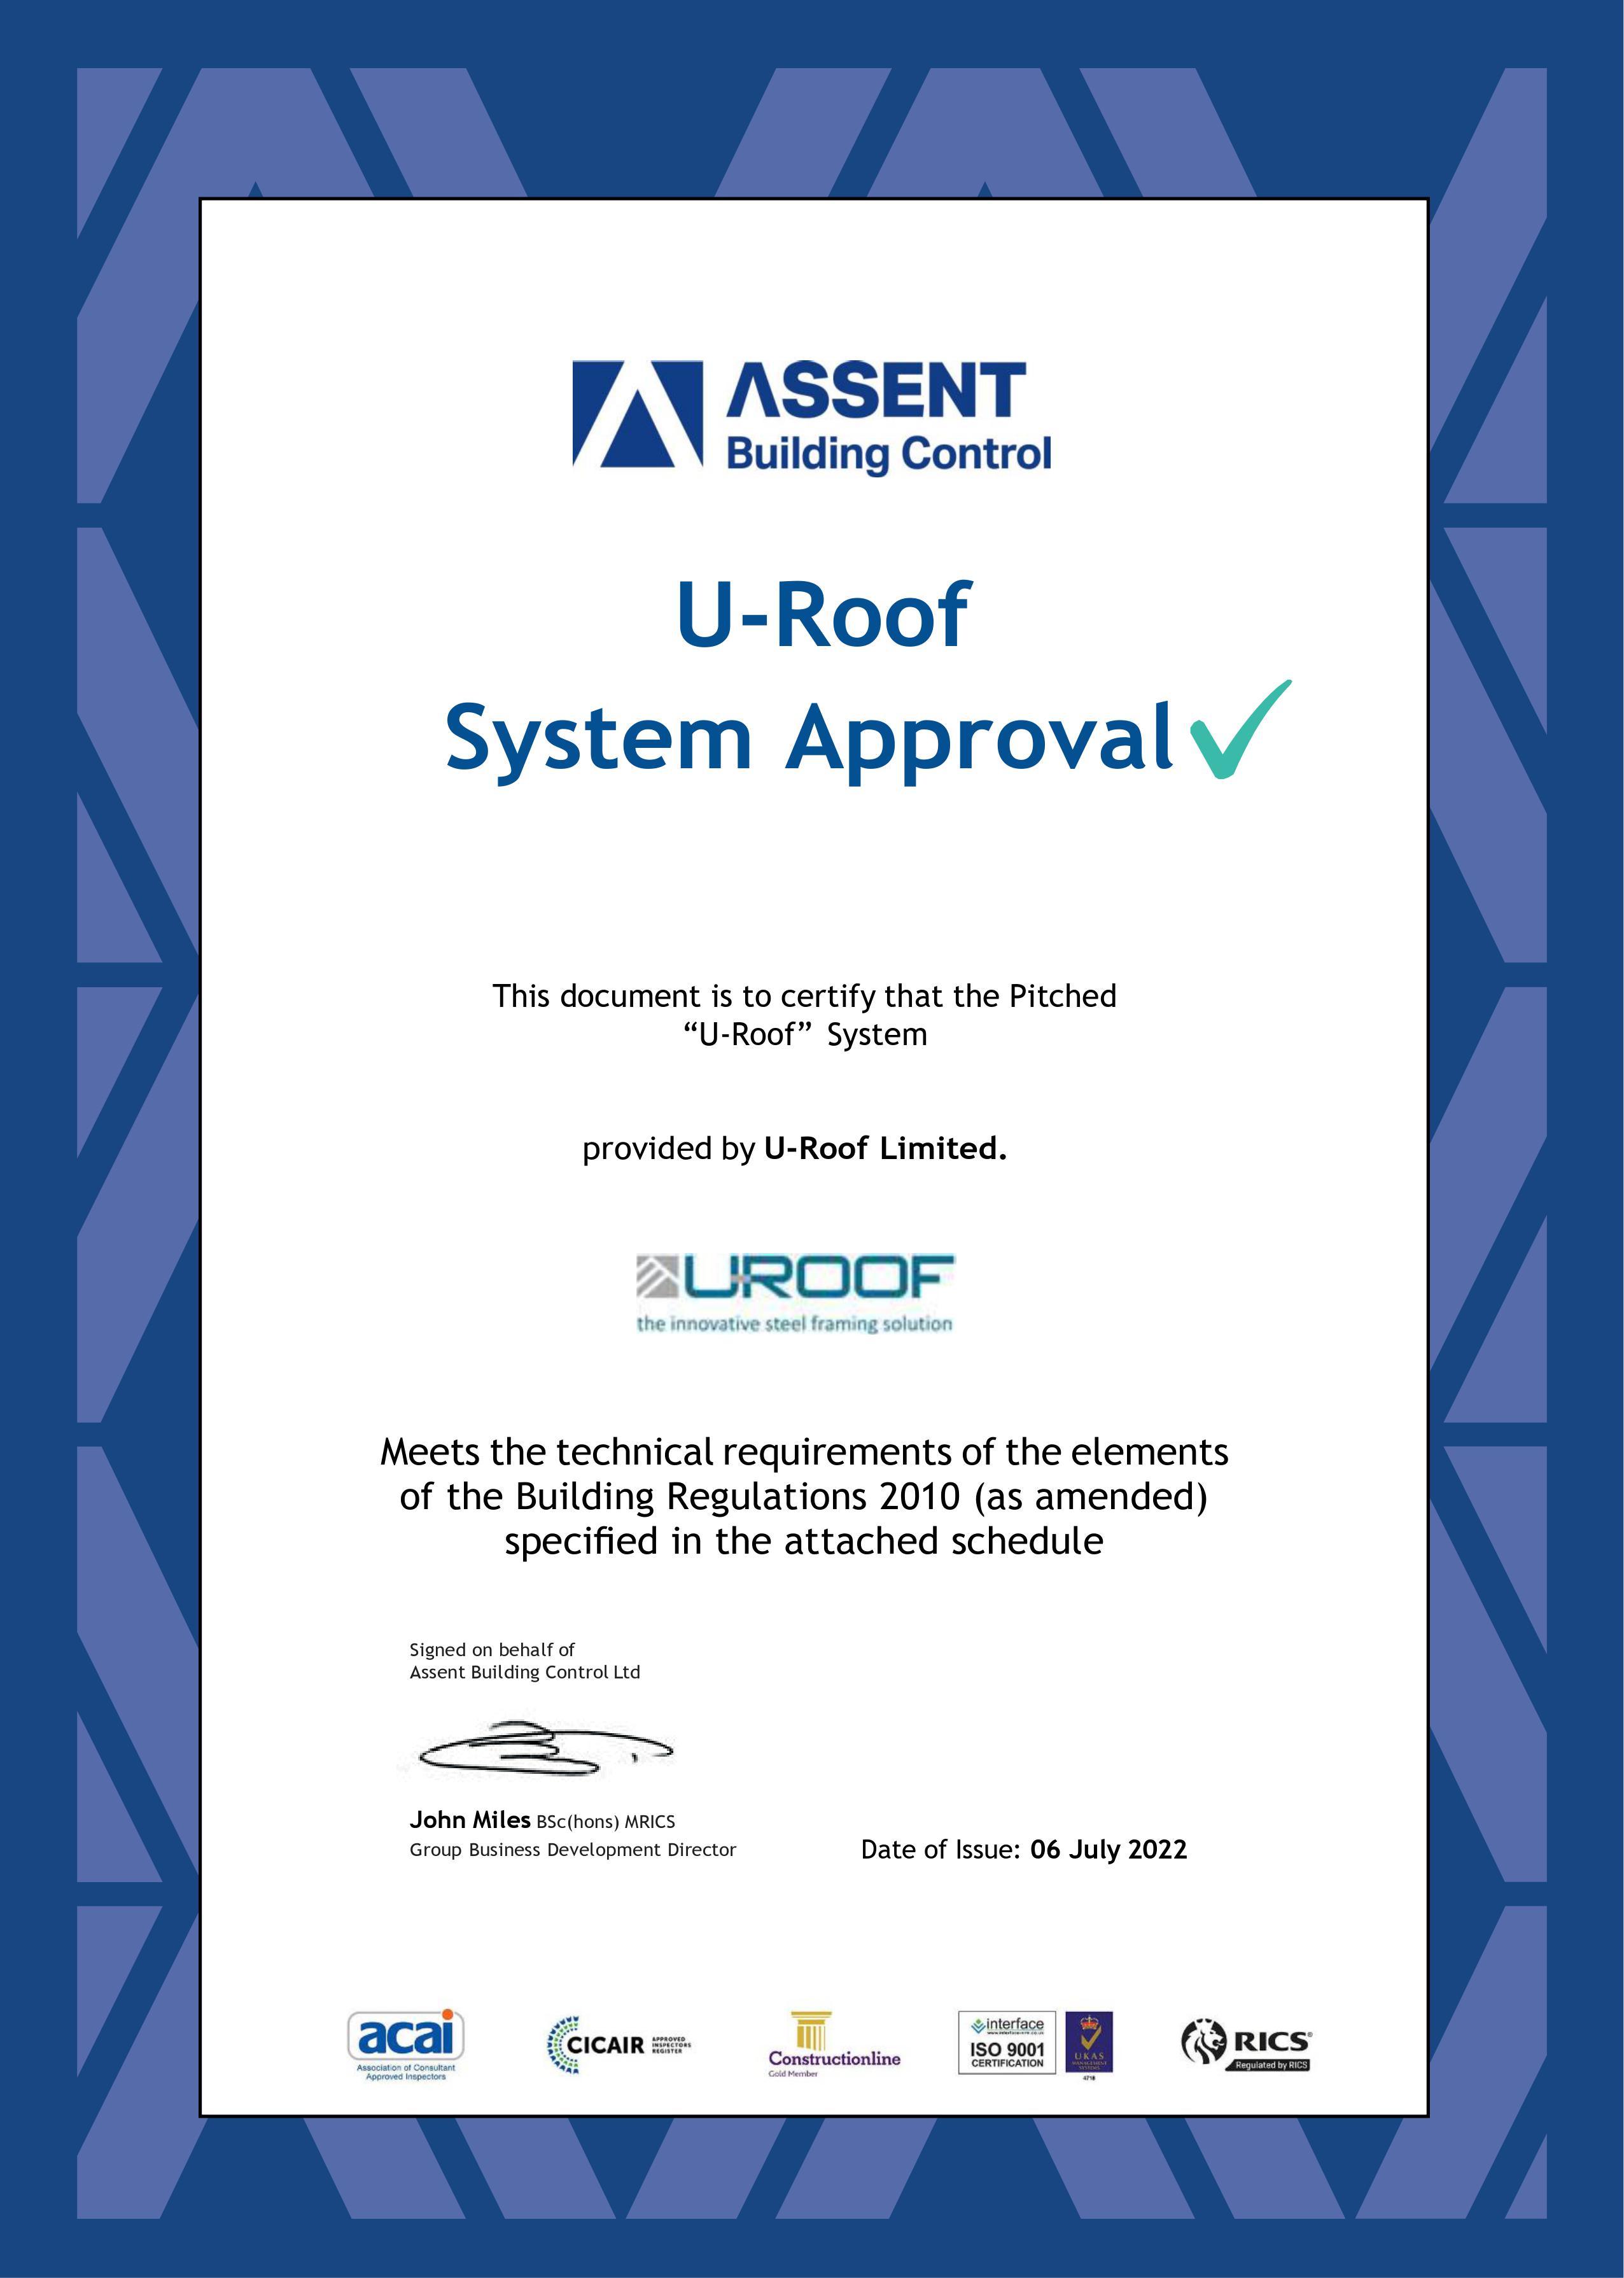 ASSENT
Building Control
U-Roof
System Approval
This document is to certify that the Pitched
“U-Roof” System
provided by U-Roof Limited.
UROOF
the innovative steel framing solution
Meets the technical requirements of the elements
of the Building Regulations 2010 (as amended)
specified in the attached schedule
Signed on behalf of
Assent Building Control Ltd
John Miles BSc(hons) MRICS
Group Business Development Director
Date of Issue: 06 July 2022
acai
Association of Consultant
Approved Inspectors
CICAIR
APPROVED
INSPECTORS
REGISTER
Constructionline
Gold Member
interface
ISO 9001
CERTIFICATION
UKAS
MANAGEMENT
SYSTEMS
4718
RICS
Regulated by RICS